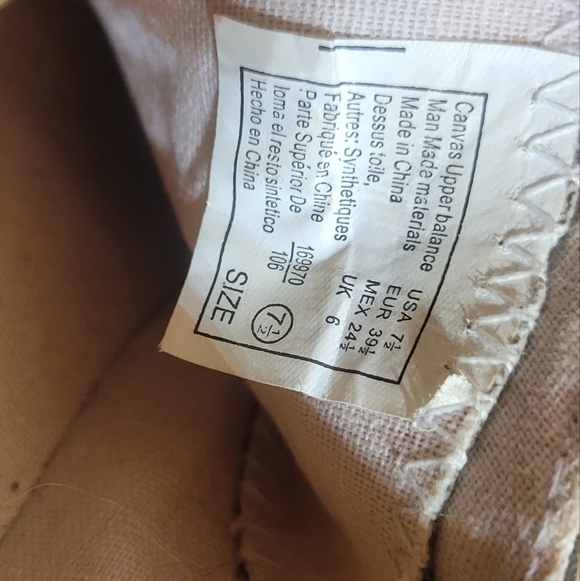 Canvas Upper balance
Man Made materials
Made in China
Dessus toile,
Autres: Synthetiques
Fabriqué en Chine
Parte Supérior De
loma el resto sintetico
Hecho en China
USA 7½
EUR 39½
MEX 24½
UK 6
169970
106
SIZE 7½